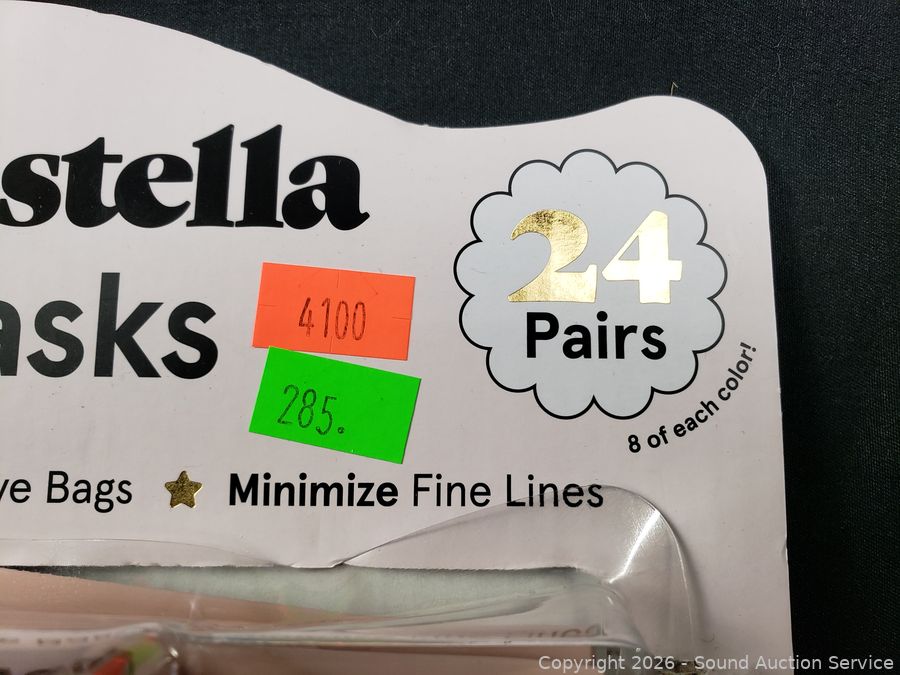 stella
asks
24
Pairs
8 of each color!
4100
285.
ye Bags
Minimize Fine Lines
Copyright 2026 - Sound Auction Service